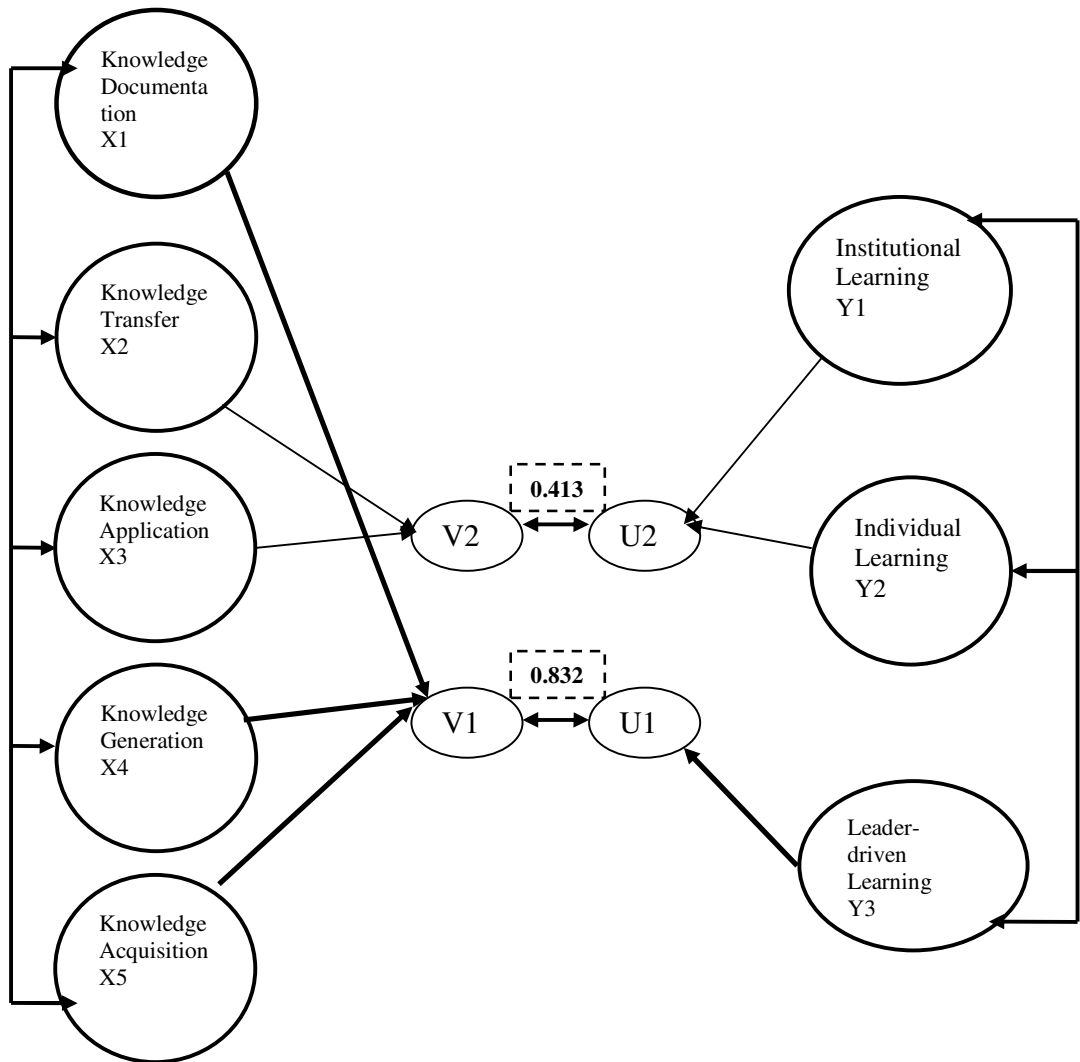 Knowledge
Documenta
tion
X1
Knowledge
Transfer
X2
Knowledge
Application
X3
Knowledge
Generation
X4
Knowledge
Acquisition
X5
0.413
V2
U2
0.832
V1
U1
Institutional
Learning
Y1
Individual
Learning
Y2
Leader-
driven
Learning
Y3